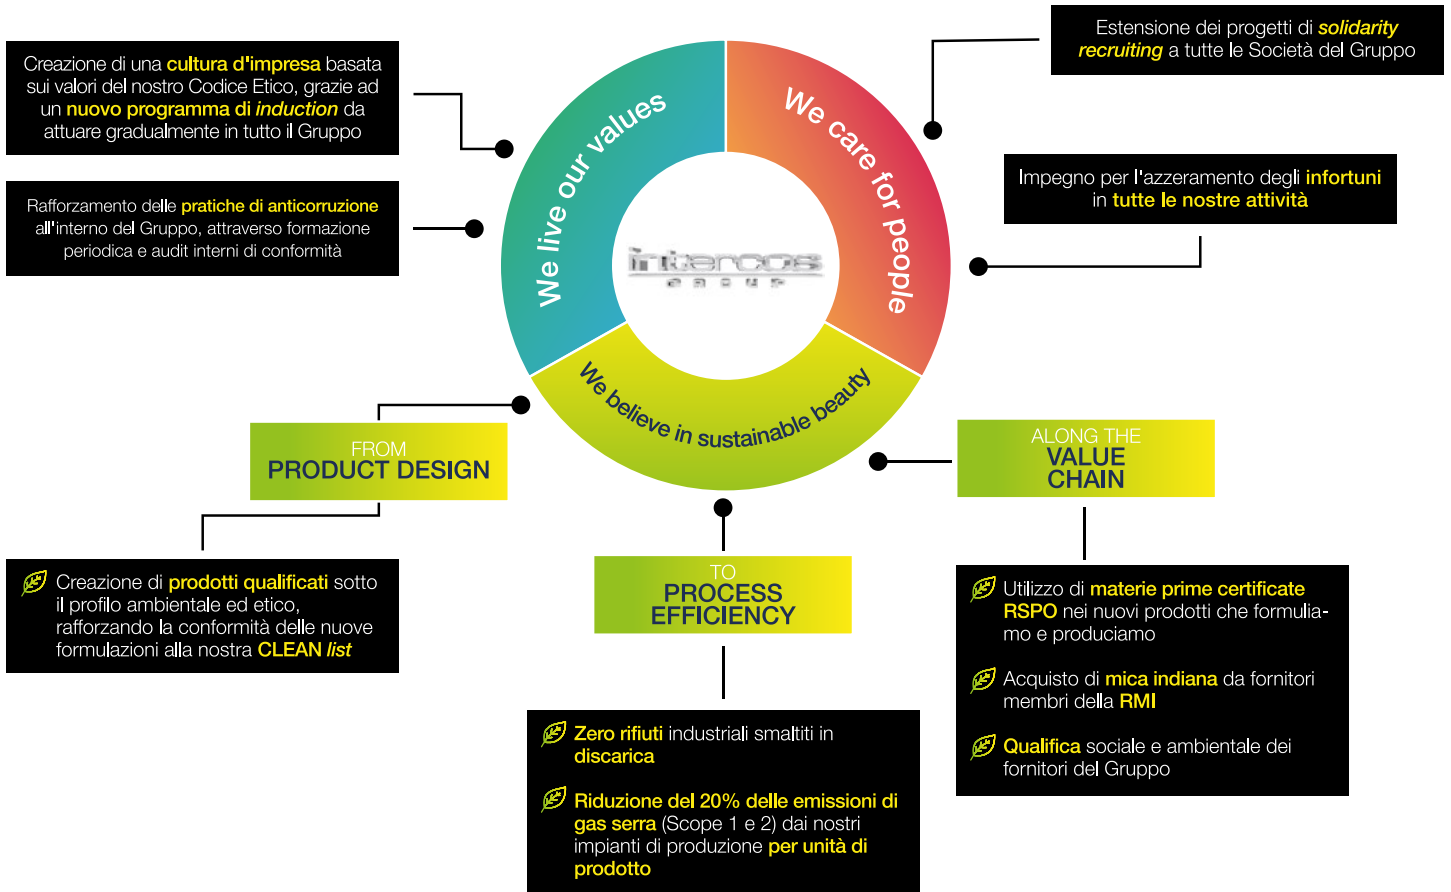 Creazione di una cultura d'impresa basata
sui valori del nostro Codice Etico, grazie ad
un nuovo programma di induction da
attuare gradualmente in tutto il Gruppo
Rafforzamento delle pratiche di anticorruzione
all'interno del Gruppo, attraverso formazione
periodica e audit interni di conformità
We live our values
We care for people
We believe in sustainable beauty
intercos
GROUP
Estensione dei progetti di solidarity
recruiting a tutte le Società del Gruppo
Impegno per l'azzeramento degli infortuni
in tutte le nostre attività
FROM
PRODUCT DESIGN
Creazione di prodotti qualificati sotto
il profilo ambientale ed etico,
rafforzando la conformità delle nuove
formulazioni alla nostra CLEAN list
TO
PROCESS
EFFICIENCY
Zero rifiuti industriali smaltiti in
discarica
Riduzione del 20% delle emissioni di
gas serra (Scope 1 e 2) dai nostri
impianti di produzione per unità di
prodotto
ALONG THE
VALUE
CHAIN
Utilizzo di materie prime certificate
RSPO nei nuovi prodotti che formulia-
mo e produciamo
Acquisto di mica indiana da fornitori
membri della RMI
Qualifica sociale e ambientale dei
fornitori del Gruppo